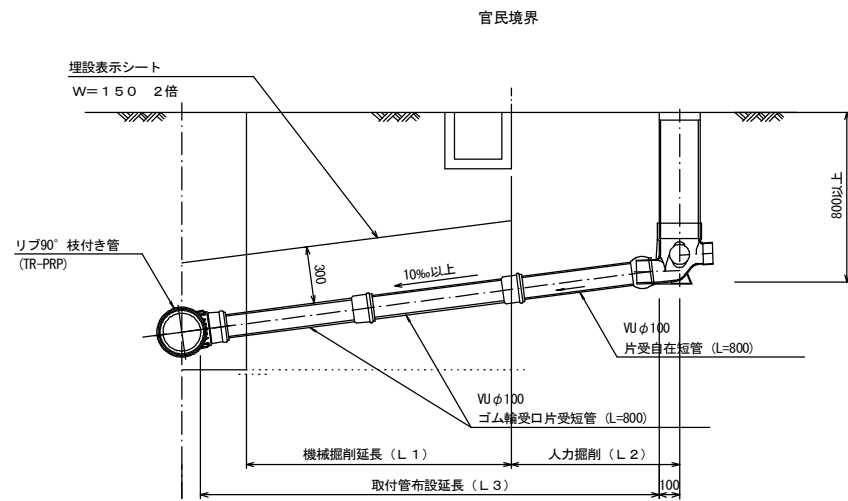 官民境界
埋設表示シート
W=150 2倍
800以上
リブ90°枝付き管
(TR-PRP)
300
10‰以上
VUφ100
片受自在短管 (L=800)
VUφ100
ゴム輪受口片受短管 (L=800)
機械掘削延長(L1)
人力掘削(L2)
取付管布設延長(L3)
100